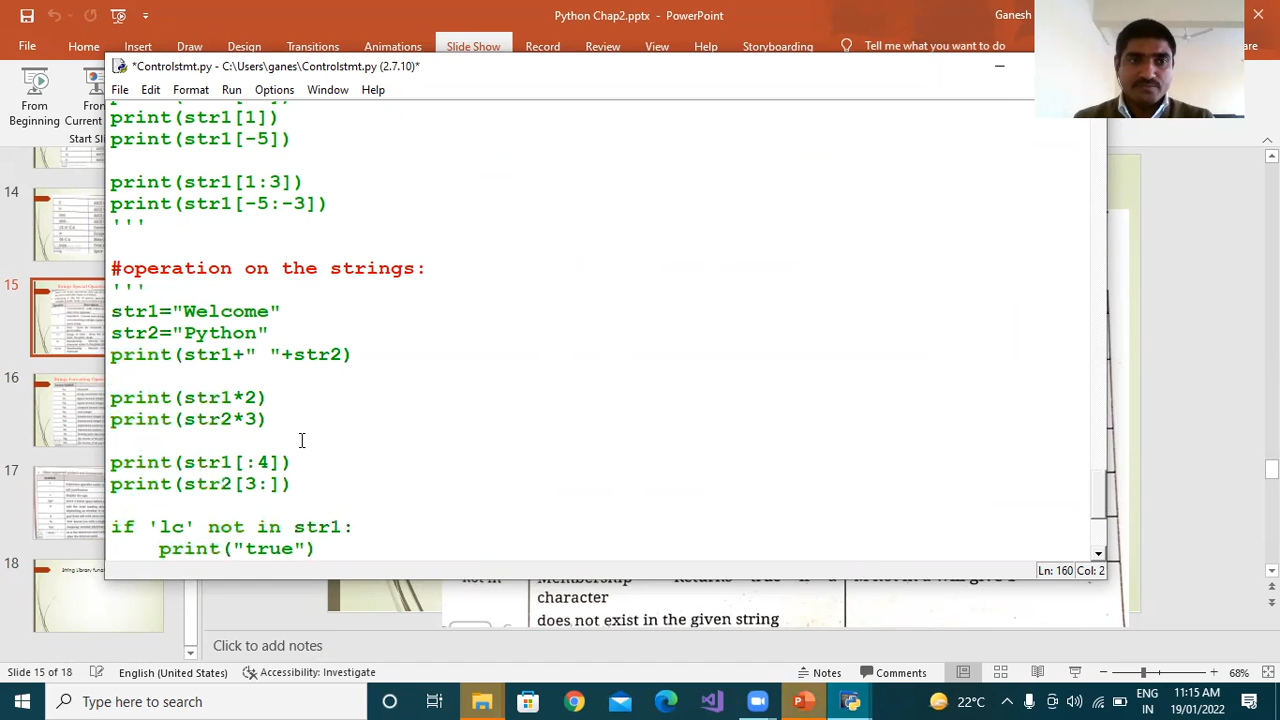 Python Chap2.pptx - PowerPoint
Ganesh
File Home Insert Draw Design Transitions Animations Slide Show Record Review View Help Storyboarding Tell me what you want to do
*Controlstmt.py - C:\Users\ganes\Controlstmt.py (2.7.10)*
File Edit Format Run Options Window Help
From
Beginning
From
Current
Start
print(str1[1])
print(str1[-5])
print(str1[1:3])
print(str1[-5:-3])
'''
#operation on the strings:
'''
str1="Welcome"
str2="Python"
print(str1+" "+str2)
print(str1*2)
print(str2*3)
print(str1[:4])
print(str2[3:])
if 'lc' not in str1:
print("true")
Ln: 160 Col: 2
14
15
16
17
18
character
does not exist in the given string
Click to add notes
Slide 15 of 18 English (United States) Accessibility: Investigate Notes Comments 68%
Type here to search
22°C
ENG
IN
11:15 AM
19/01/2022